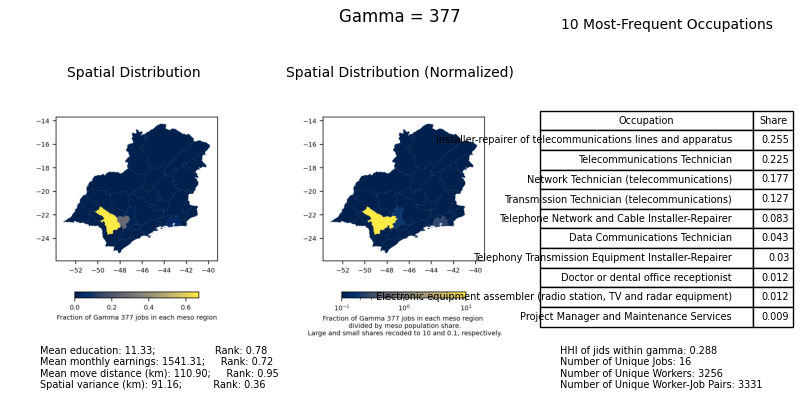 Gamma = 377
10 Most-Frequent Occupations
Spatial Distribution
Spatial Distribution (Normalized)
−14
−16
−18
−20
−22
−24
−52 −50 −48 −46 −44 −42 −40
0.0 0.2 0.4 0.6
Fraction of Gamma 377 jobs in each meso region
−14
−16
−18
−20
−22
−24
−52 −50 −48 −46 −44 −42 −40
10⁻¹ 10⁰ 10¹
Fraction of Gamma 377 jobs in each meso region
divided by meso population share.
Large and small shares recoded to 10 and 0.1, respectively.
Occupation Share
Installer-repairer of telecommunications lines and apparatus 0.255
Telecommunications Technician 0.225
Network Technician (telecommunications) 0.177
Transmission Technician (telecommunications) 0.127
Telephone Network and Cable Installer-Repairer 0.083
Data Communications Technician 0.043
Telephony Transmission Equipment Installer-Repairer 0.03
Doctor or dental office receptionist 0.012
Electronic equipment assembler (radio station, TV and radar equipment) 0.012
Project Manager and Maintenance Services 0.009
Mean education: 11.33; Rank: 0.78
Mean monthly earnings: 1541.31; Rank: 0.72
Mean move distance (km): 110.90; Rank: 0.95
Spatial variance (km): 91.16; Rank: 0.36
HHI of jids within gamma: 0.288
Number of Unique Jobs: 16
Number of Unique Workers: 3256
Number of Unique Worker-Job Pairs: 3331